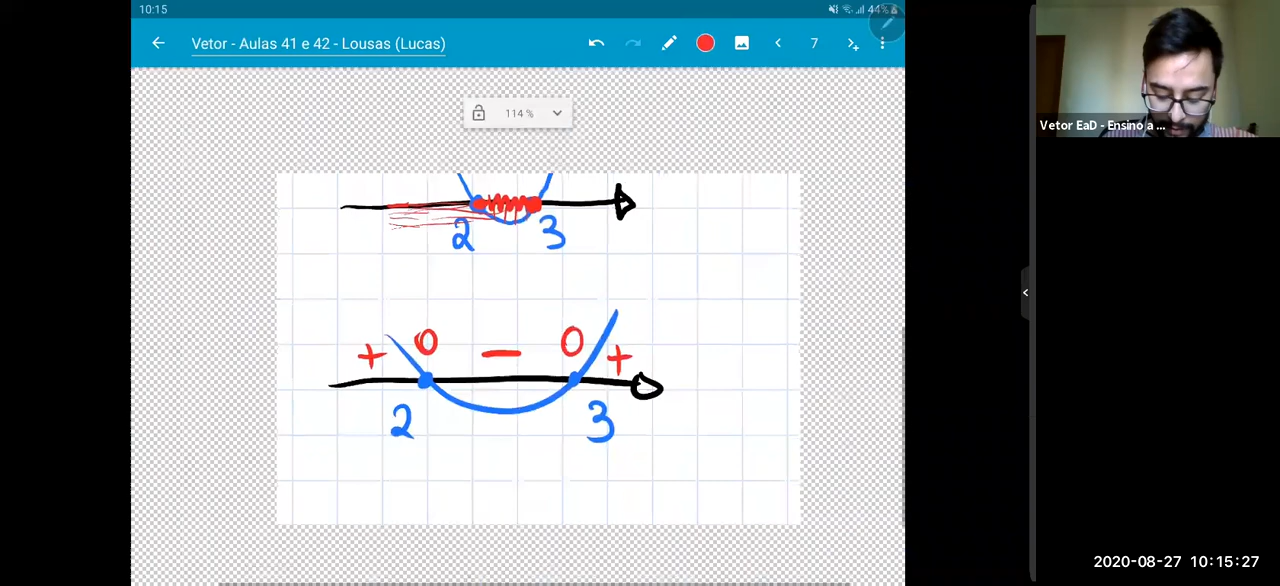 10:15
44%
Vetor - Aulas 41 e 42 - Lousas (Lucas)
7
114 %
Vetor EaD - Ensino a ...
2 3
+ 0 − 0 +
2 3
2020-08-27 10:15:27